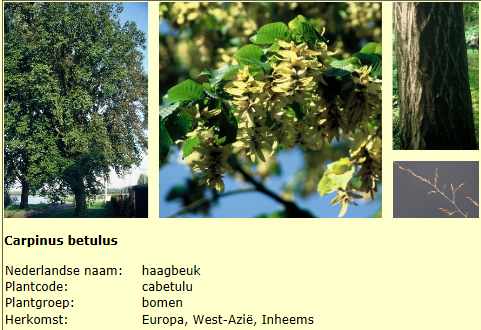 Carpinus betulus
Nederlandse naam: haagbeuk
Plantcode: cabetulu
Plantgroep: bomen
Herkomst: Europa, West-Azië, Inheems